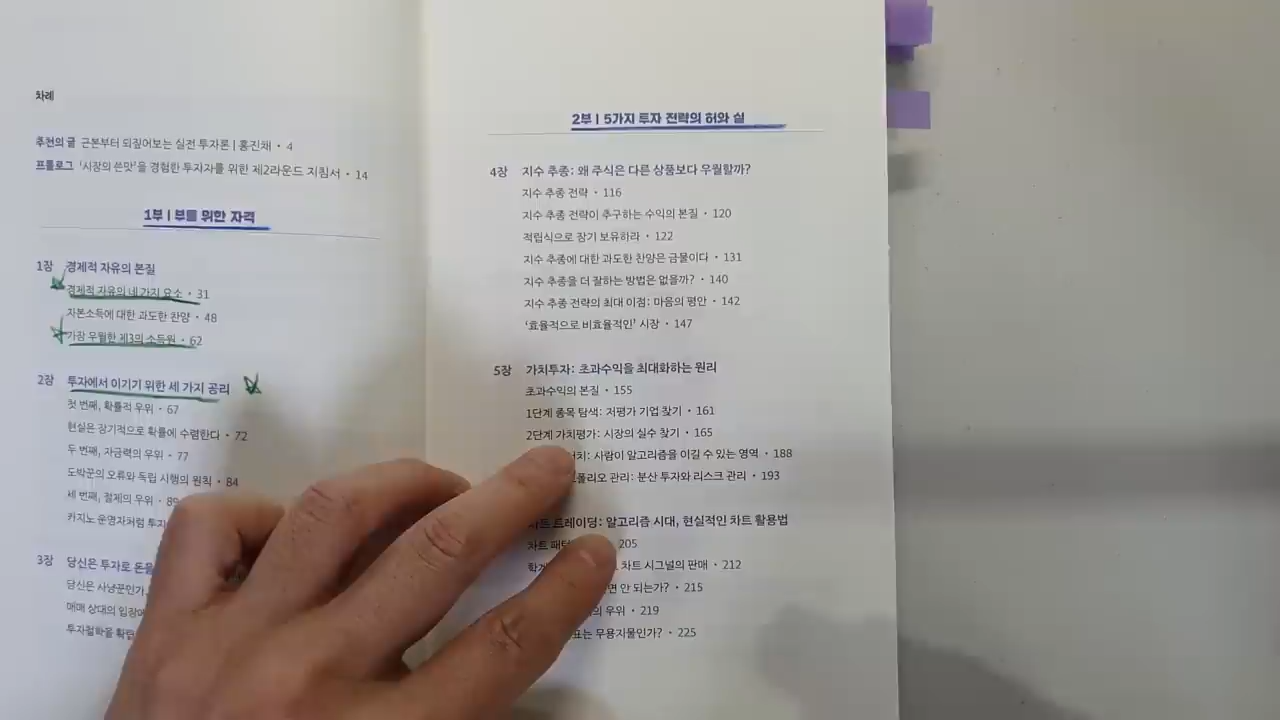 차례
추천의 글 근본부터 되짚어보는 실전 투자론 | 홍진채 • 4
프롤로그 '시장의 쓴맛'을 경험한 투자자를 위한 제2라운드 지침서 • 14
1부 | 부를 위한 자격
1장 경제적 자유의 본질
경제적 자유의 네 가지 요소 • 31
자본소득에 대한 과도한 찬양 • 48
가장 우월한 제3의 소득원 • 62
2장 투자에서 이기기 위한 세 가지 공리
첫 번째, 확률적 우위 • 67
현실은 장기적으로 확률에 수렴한다 • 72
두 번째, 자금력의 우위 • 77
도박꾼의 오류와 독립 시행의 원칙 • 84
세 번째, 절제의 우위 • 89
카지노 운영자처럼 투자
3장 당신은 투자로 돈을
당신은 사냥꾼인가,
매매 상대의 입장에
투자철학을 확립
2부 | 5가지 투자 전략의 허와 실
4장 지수 추종: 왜 주식은 다른 상품보다 우월할까?
지수 추종 전략 • 116
지수 추종 전략이 추구하는 수익의 본질 • 120
적립식으로 장기 보유하라 • 122
지수 추종에 대한 과도한 찬양은 금물이다 • 131
지수 추종을 더 잘하는 방법은 없을까? • 140
지수 추종 전략의 최대 이점: 마음의 평안 • 142
'효율적으로 비효율적인' 시장 • 147
5장 가치투자: 초과수익을 최대화하는 원리
초과수익의 본질 • 155
1단계 종목 탐색: 저평가 기업 찾기 • 161
2단계 가치평가: 시장의 실수 찾기 • 165
사람이 알고리즘을 이길 수 있는 영역 • 188
폴리오 관리: 분산 투자와 리스크 관리 • 193
차트 트레이딩: 알고리즘 시대, 현실적인 차트 활용법
차트 패턴 205
학계 차트 시그널의 판매 • 212
면 안 되는가? • 215
의 우위 • 219
표는 무용지물인가? • 225